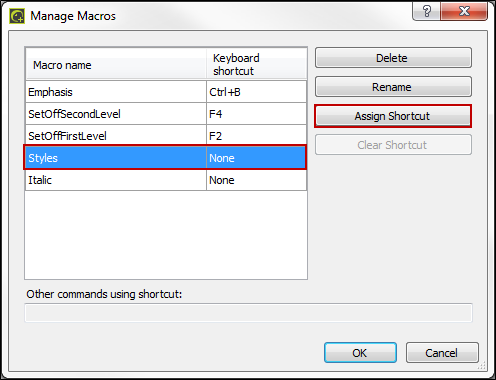 Manage Macros
?
Macro name Keyboard
shortcut
Emphasis Ctrl+B
SetOffSecondLevel F4
SetOffFirstLevel F2
Styles None
Italic None
Delete
Rename
Assign Shortcut
Clear Shortcut
Other commands using shortcut:
OK Cancel